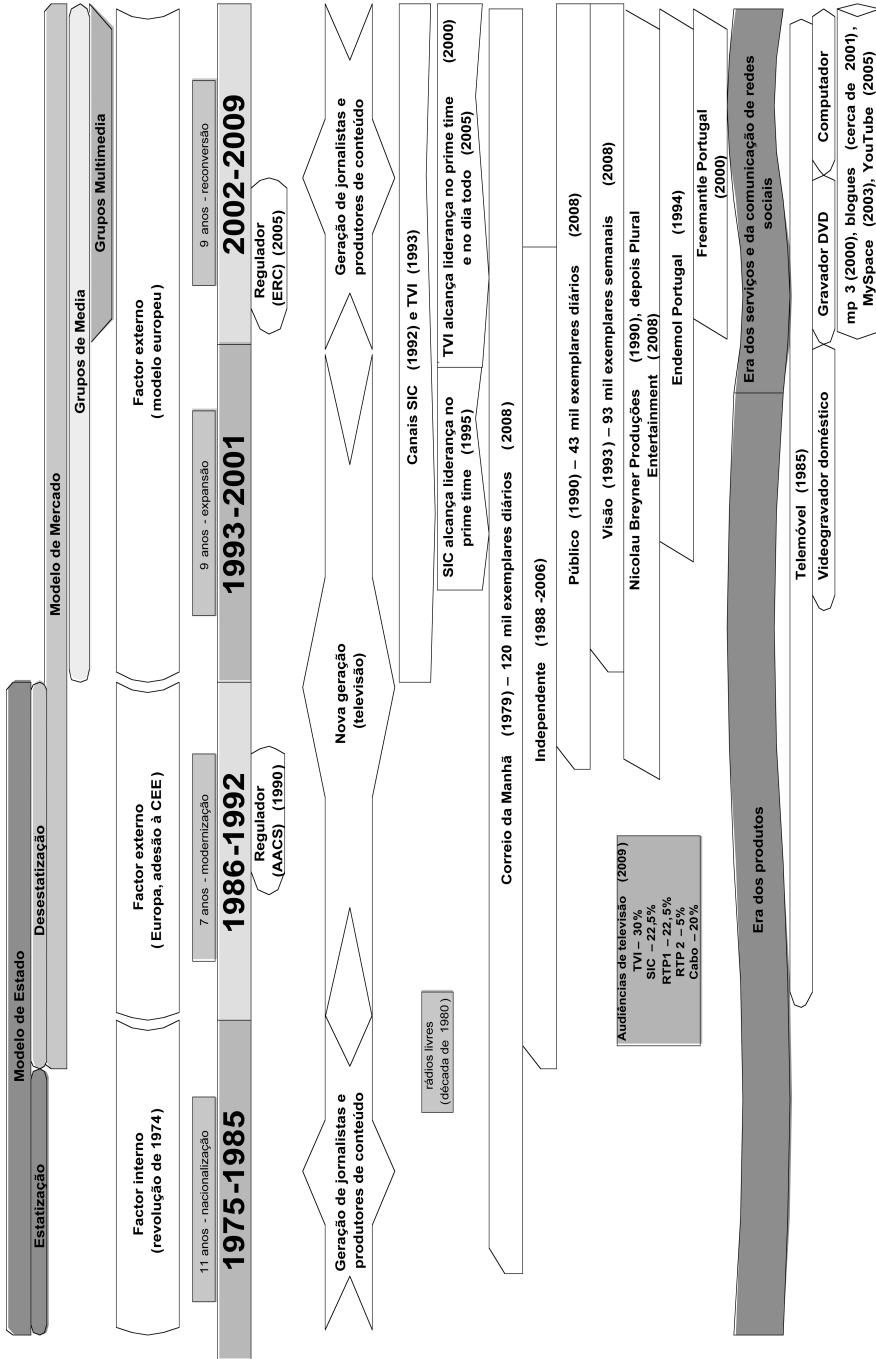 Modelo de Estado
Estatização
Desestatização
Modelo de Mercado
Grupos de Media
Grupos Multimedia
Factor interno
(revolução de 1974)
Factor externo
(Europa, adesão à CEE)
Factor externo
(modelo europeu)
11 anos - nacionalização
7 anos - modernização
9 anos - expansão
9 anos - reconversão
1975-1985
1986-1992
1993-2001
2002-2009
Regulador
(AACS) (1990)
Regulador
(ERC) (2005)
Geração de jornalistas e
produtores de conteúdo
Nova geração
(televisão)
Geração de jornalistas e
produtores de conteúdo
rádios livres
(década de 1980)
Canais SIC (1992) e TVI (1993)
SIC alcança liderança no
prime time (1995)
TVI alcança liderança no prime time (2000)
e no dia todo (2005)
Correio da Manhã (1979) – 120 mil exemplares diários (2008)
Independente (1988 -2006)
Público (1990) – 43 mil exemplares diários (2008)
Visão (1993) – 93 mil exemplares semanais (2008)
Nicolau Breyner Produções (1990), depois Plural
Entertainment (2008)
Endemol Portugal (1994)
Freemantle Portugal
(2000)
Audiências de televisão (2009)
TVI – 30%
SIC – 22,5%
RTP1 – 22,5%
RTP 2 – 5%
Cabo – 20%
Era dos produtos
Era dos serviços e da comunicação de redes
sociais
Telemóvel (1985)
Videogravador doméstico
Gravador DVD
Computador
mp 3 (2000), blogues (cerca de 2001),
MySpace (2003), YouTube (2005)